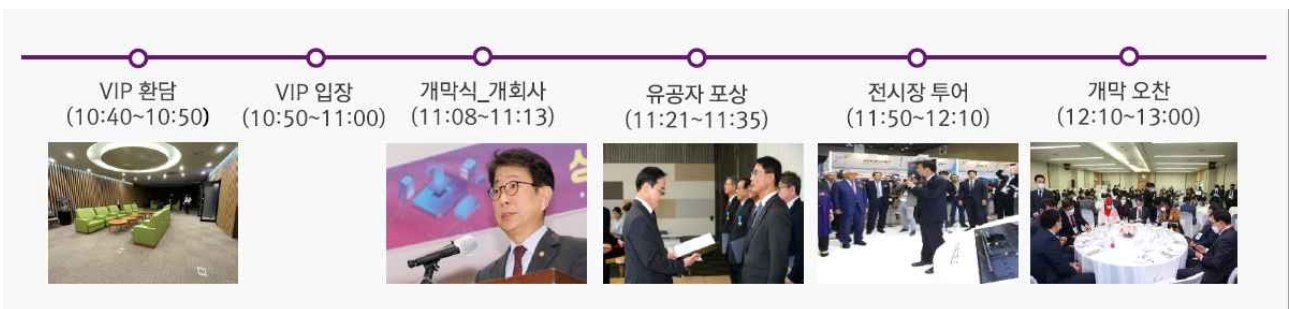 VIP 환담
(10:40~10:50)
VIP 입장
(10:50~11:00)
개막식_개회사
(11:08~11:13)
유공자 포상
(11:21~11:35)
전시장 투어
(11:50~12:10)
개막 오찬
(12:10~13:00)